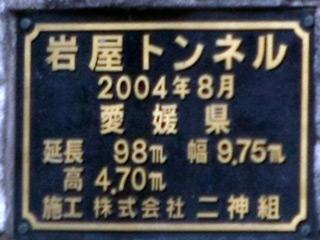 岩屋トンネル
2004年8月
愛媛県
延長 98m 幅 9.75m
高 4.70m
施工 株式会社 二神組